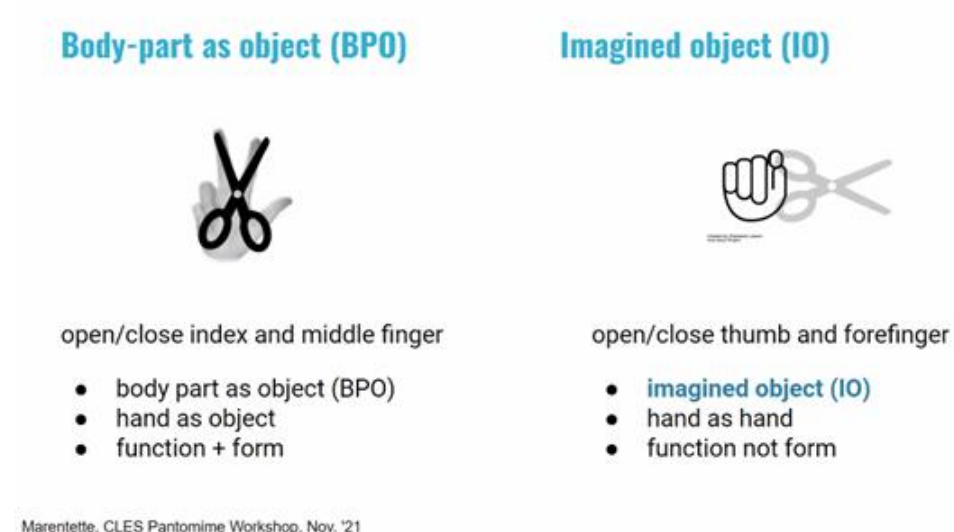 Body-part as object (BPO)
Imagined object (IO)
open/close index and middle finger
● body part as object (BPO)
● hand as object
● function + form
open/close thumb and forefinger
● imagined object (IO)
● hand as hand
● function not form
Marentette, CLES Pantomime Workshop, Nov. '21